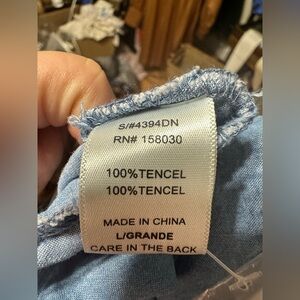 S/#4394DN
RN# 158030
100%TENCEL
100%TENCEL
MADE IN CHINA
L/GRANDE
CARE IN THE BACK